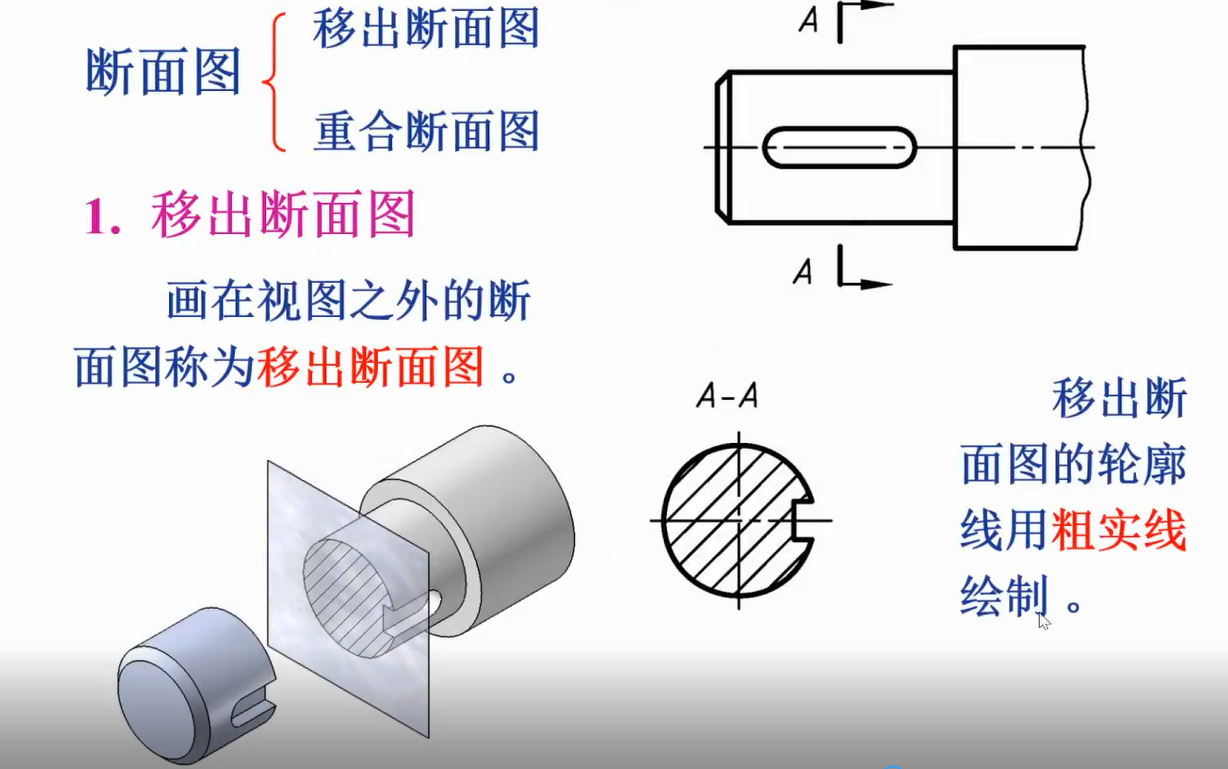 移出断面图
断面图
重合断面图
1. 移出断面图
画在视图之外的断
面图称为移出断面图。
A
A
A-A
移出断
面图的轮廓
线用粗实线
绘制。